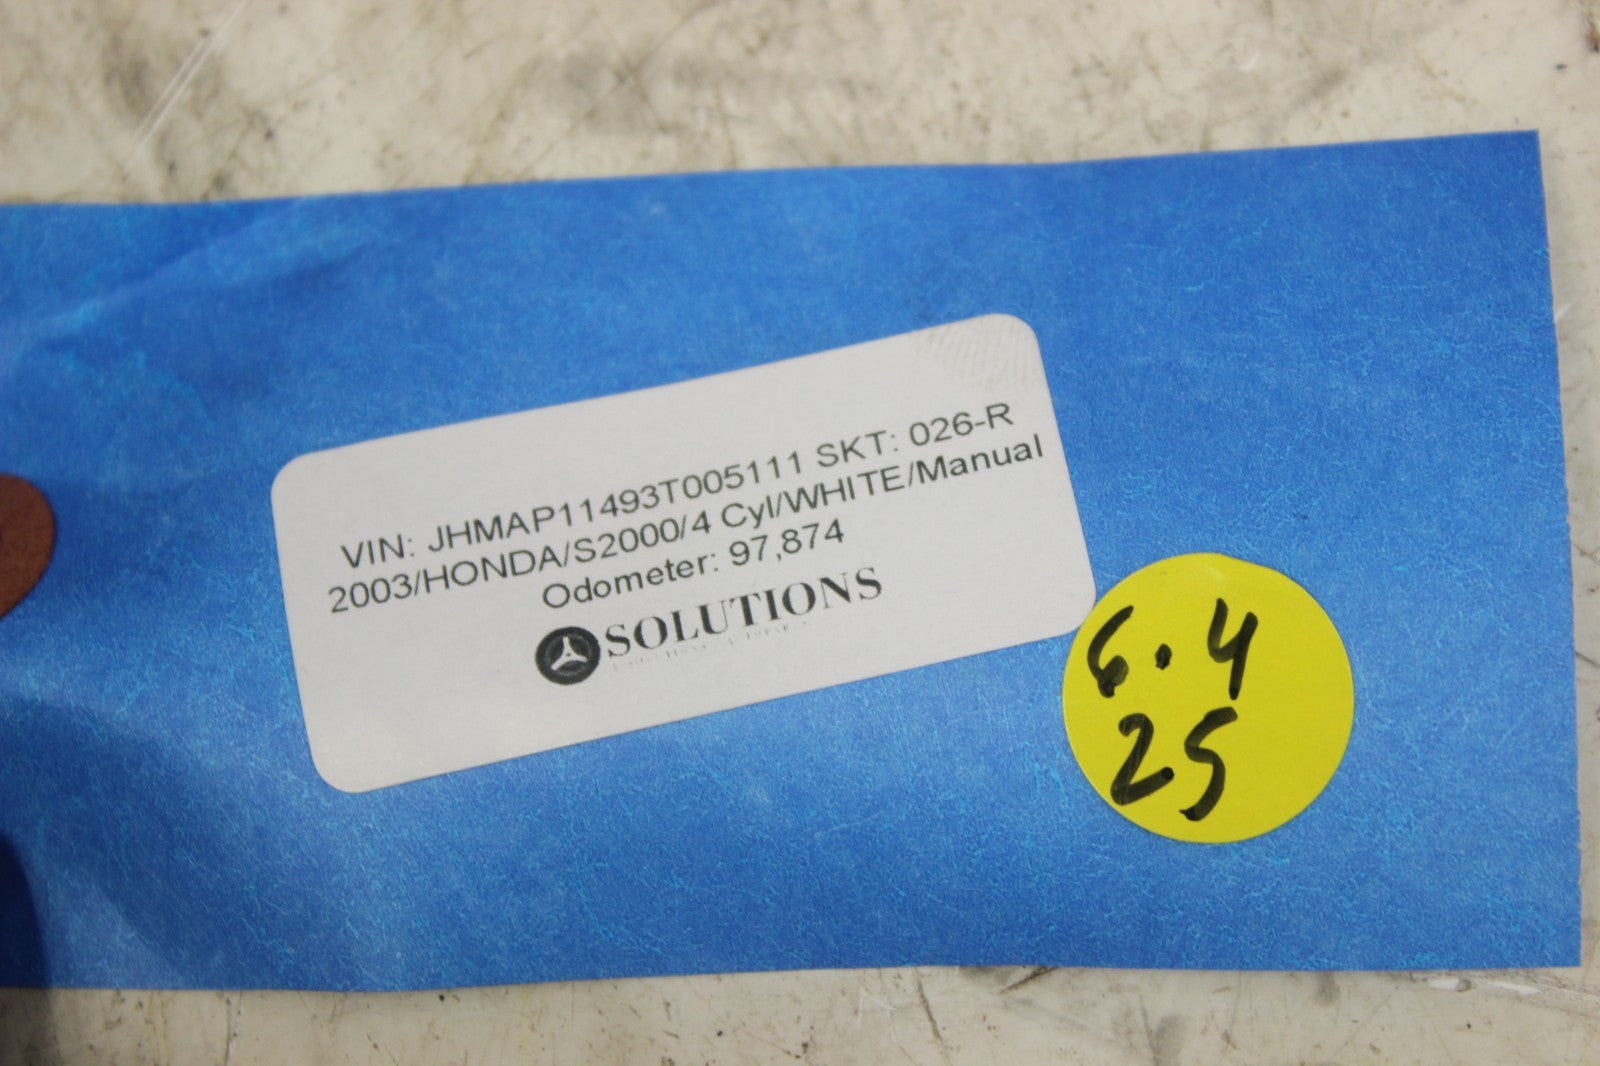 VIN: JHMAP11493T005111 SKT: 026-R
2003/HONDA/S2000/4 Cyl/WHITE/Manual
Odometer: 97,874
SOLUTIONS
6.4
25